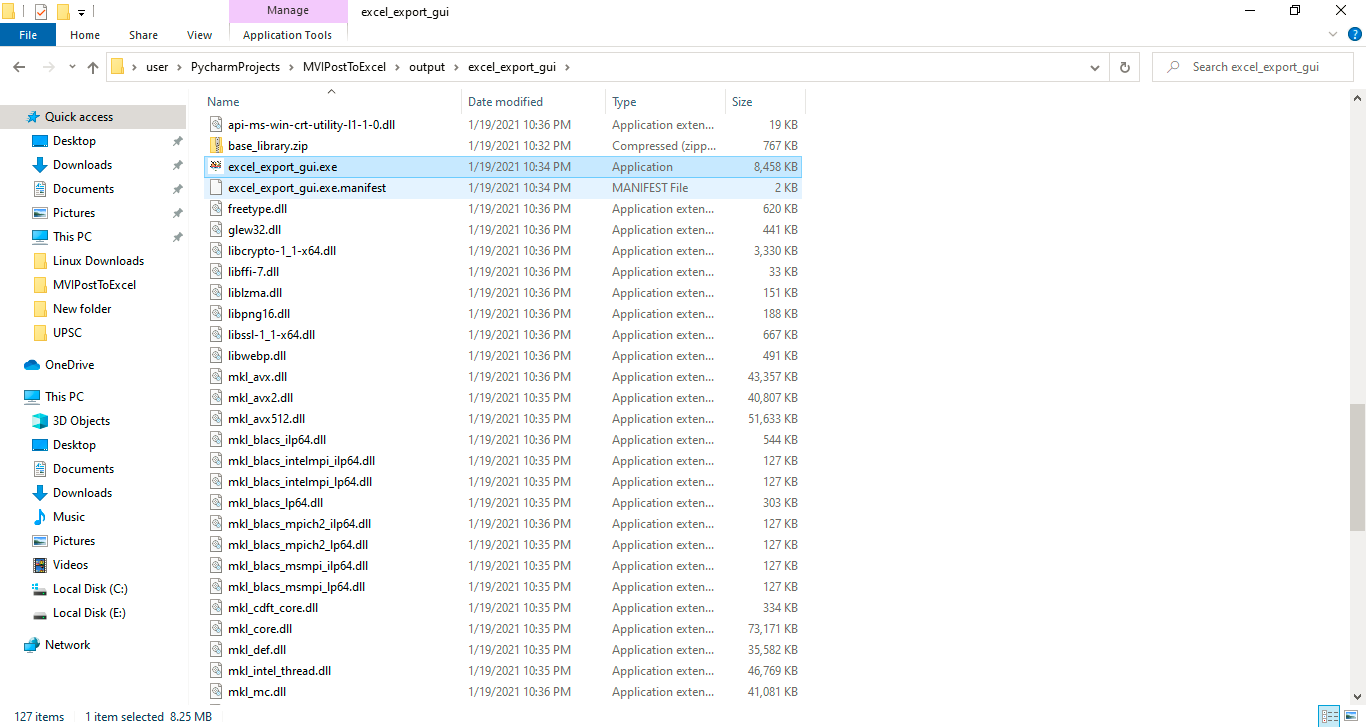 Manage
excel_export_gui
File
Home
Share
View
Application Tools
user
PycharmProjects
MVIPostToExcel
output
excel_export_gui
Search excel_export_gui
Quick access
Desktop
Downloads
Documents
Pictures
This PC
Linux Downloads
MVIPostToExcel
New folder
UPSC
OneDrive
This PC
3D Objects
Desktop
Documents
Downloads
Music
Pictures
Videos
Local Disk (C:)
Local Disk (E:)
Network
Name Date modified Type Size
api-ms-win-crt-utility-l1-1-0.dll 1/19/2021 10:36 PM Application exten... 19 KB
base_library.zip 1/19/2021 10:32 PM Compressed (zipp... 767 KB
excel_export_gui.exe 1/19/2021 10:34 PM Application 8,458 KB
excel_export_gui.exe.manifest 1/19/2021 10:34 PM MANIFEST File 2 KB
freetype.dll 1/19/2021 10:36 PM Application exten... 620 KB
glew32.dll 1/19/2021 10:36 PM Application exten... 441 KB
libcrypto-1_1-x64.dll 1/19/2021 10:36 PM Application exten... 3,330 KB
libffi-7.dll 1/19/2021 10:36 PM Application exten... 33 KB
liblzma.dll 1/19/2021 10:36 PM Application exten... 151 KB
libpng16.dll 1/19/2021 10:36 PM Application exten... 188 KB
libssl-1_1-x64.dll 1/19/2021 10:36 PM Application exten... 667 KB
libwebp.dll 1/19/2021 10:36 PM Application exten... 491 KB
mkl_avx.dll 1/19/2021 10:36 PM Application exten... 43,357 KB
mkl_avx2.dll 1/19/2021 10:35 PM Application exten... 40,807 KB
mkl_avx512.dll 1/19/2021 10:35 PM Application exten... 51,633 KB
mkl_blacs_ilp64.dll 1/19/2021 10:36 PM Application exten... 544 KB
mkl_blacs_intelmpi_ilp64.dll 1/19/2021 10:35 PM Application exten... 127 KB
mkl_blacs_intelmpi_lp64.dll 1/19/2021 10:35 PM Application exten... 127 KB
mkl_blacs_lp64.dll 1/19/2021 10:35 PM Application exten... 303 KB
mkl_blacs_mpich2_ilp64.dll 1/19/2021 10:36 PM Application exten... 127 KB
mkl_blacs_mpich2_lp64.dll 1/19/2021 10:35 PM Application exten... 127 KB
mkl_blacs_msmpi_ilp64.dll 1/19/2021 10:35 PM Application exten... 127 KB
mkl_blacs_msmpi_lp64.dll 1/19/2021 10:35 PM Application exten... 127 KB
mkl_cdft_core.dll 1/19/2021 10:35 PM Application exten... 334 KB
mkl_core.dll 1/19/2021 10:35 PM Application exten... 73,171 KB
mkl_def.dll 1/19/2021 10:35 PM Application exten... 35,582 KB
mkl_intel_thread.dll 1/19/2021 10:35 PM Application exten... 46,769 KB
mkl_mc.dll 1/19/2021 10:36 PM Application exten... 41,081 KB
127 items 1 item selected 8.25 MB